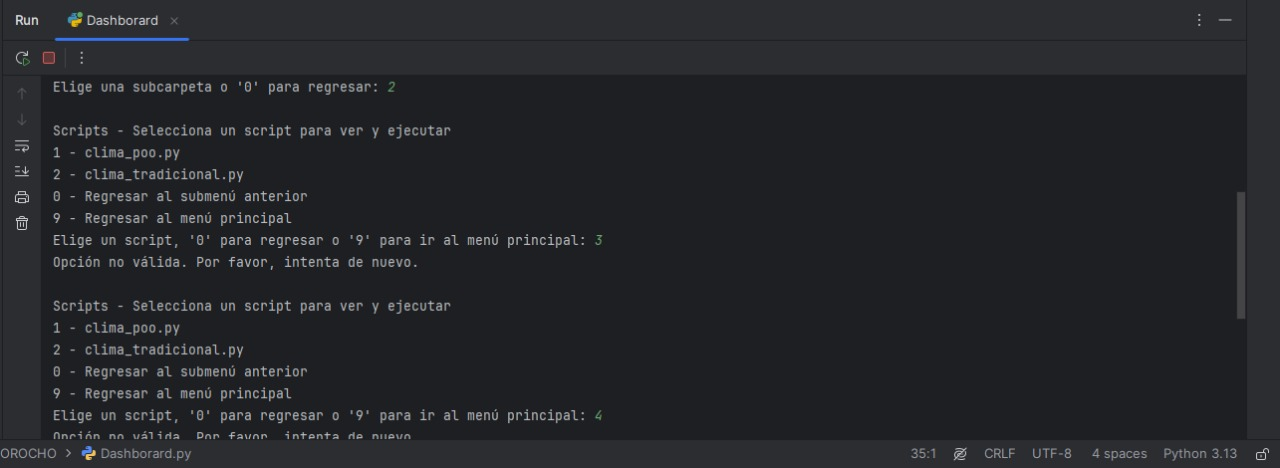 Run Dashborard
Elige una subcarpeta o '0' para regresar: 2
Scripts - Selecciona un script para ver y ejecutar
1 - clima_poo.py
2 - clima_tradicional.py
0 - Regresar al submenú anterior
9 - Regresar al menú principal
Elige un script, '0' para regresar o '9' para ir al menú principal: 3
Opción no válida. Por favor, intenta de nuevo.
Scripts - Selecciona un script para ver y ejecutar
1 - clima_poo.py
2 - clima_tradicional.py
0 - Regresar al submenú anterior
9 - Regresar al menú principal
Elige un script, '0' para regresar o '9' para ir al menú principal: 4
Opción no válida. Por favor, intenta de nuevo.
OROCHO > Dashborard.py 35:1 CRLF UTF-8 4 spaces Python 3.13